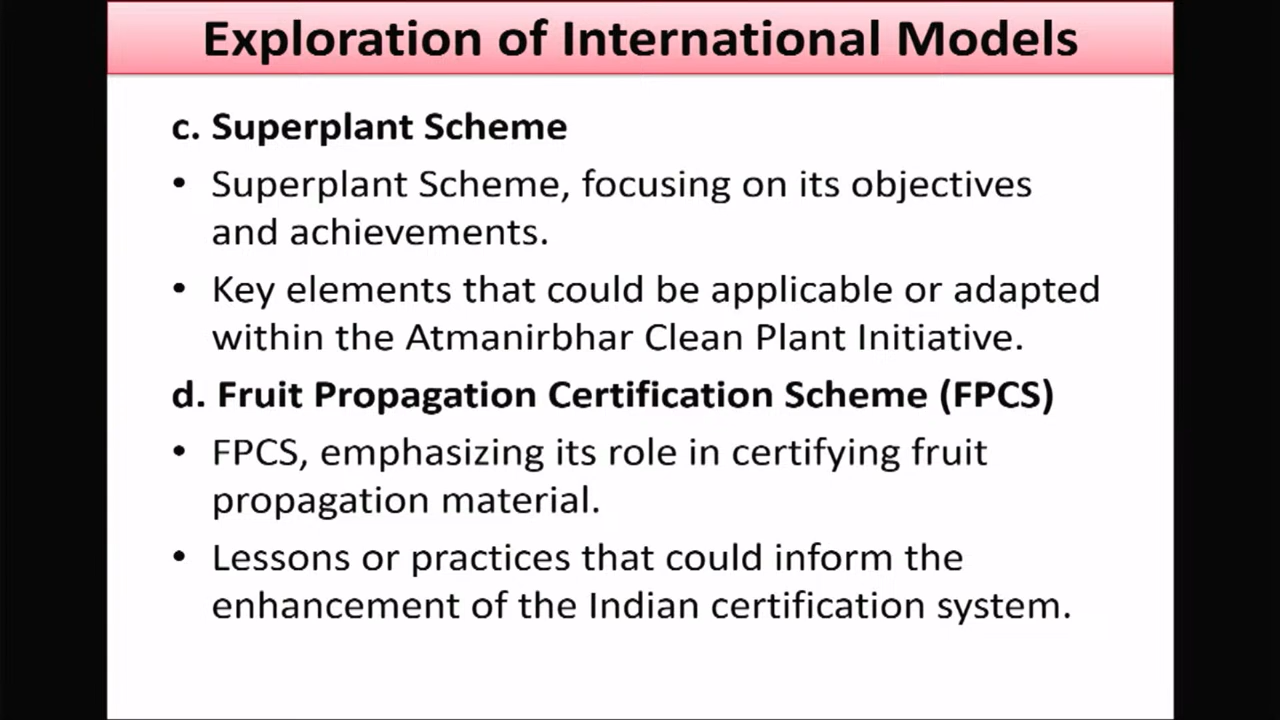 Exploration of International Models
c. Superplant Scheme
• Superplant Scheme, focusing on its objectives
and achievements.
• Key elements that could be applicable or adapted
within the Atmanirbhar Clean Plant Initiative.
d. Fruit Propagation Certification Scheme (FPCS)
• FPCS, emphasizing its role in certifying fruit
propagation material.
• Lessons or practices that could inform the
enhancement of the Indian certification system.